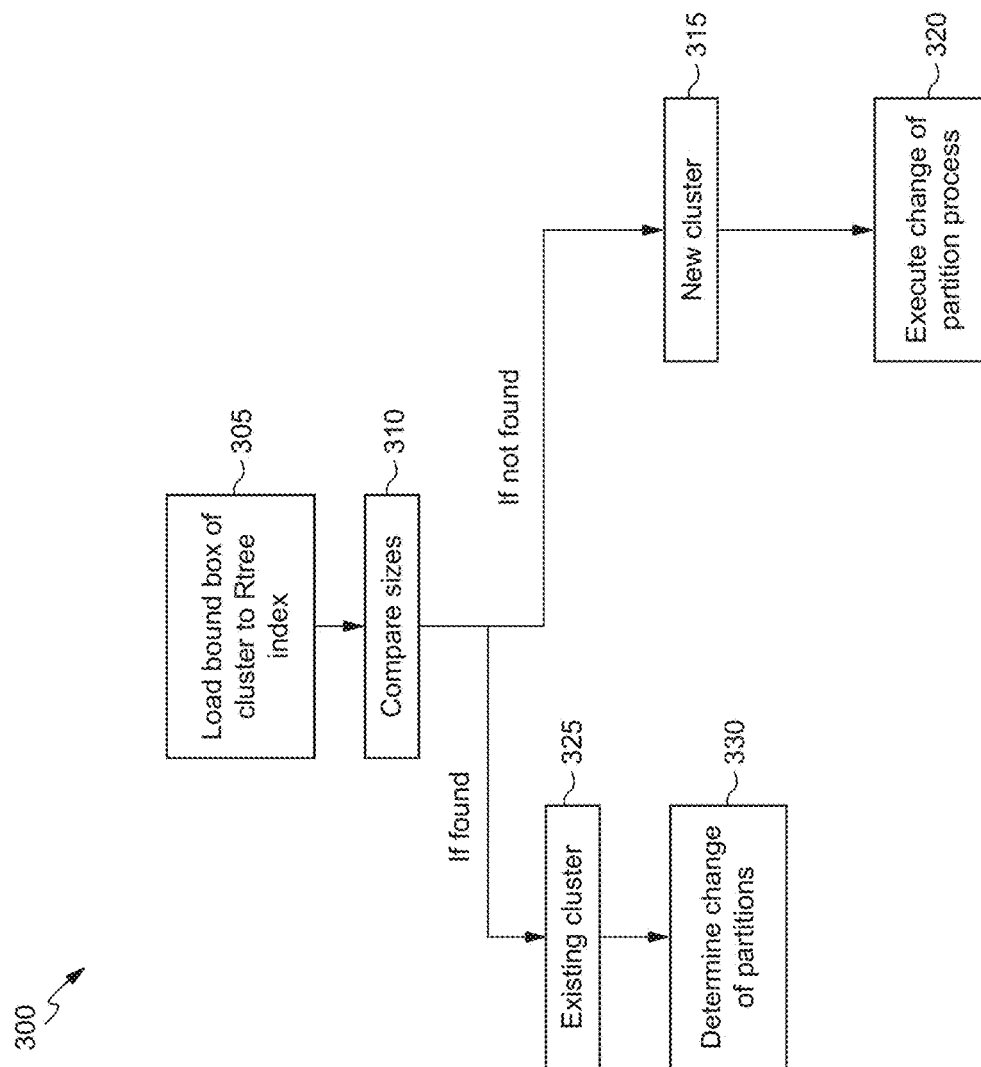 300
Load bound box of
cluster to Rtree
index
305
Compare sizes
310
If found
If not found
Existing cluster
325
Determine change
of partitions
330
New cluster
315
Execute change of
partition process
320